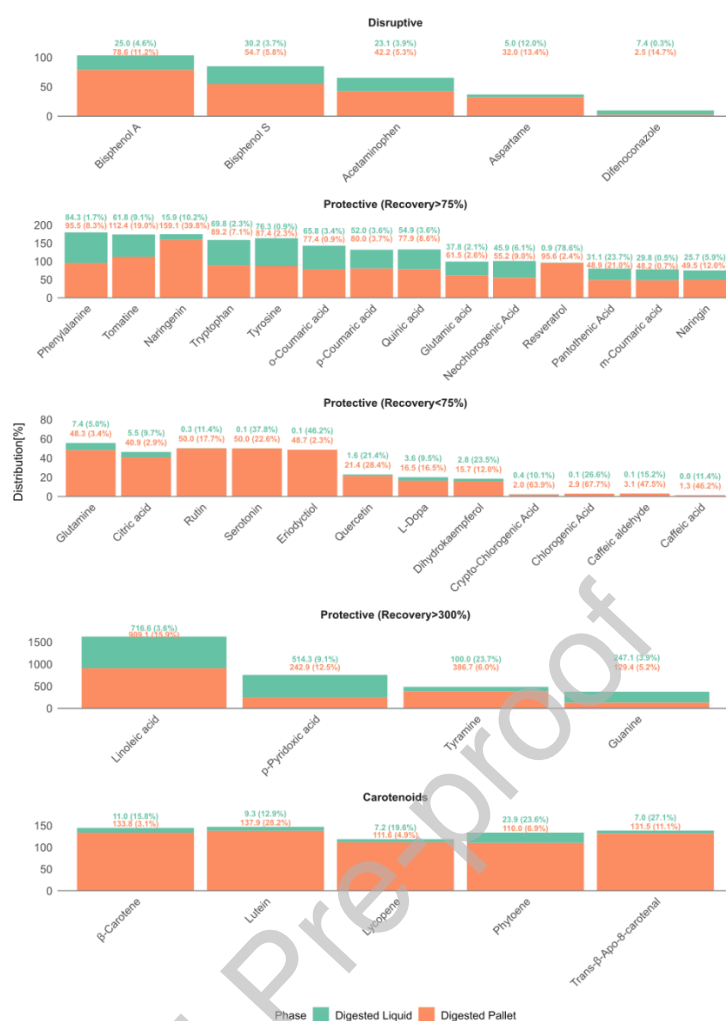 Disruptive
25.0 (4.6%) 30.2 (3.7%) 23.1 (3.9%) 5.0 (12.0%) 7.4 (0.3%)
78.6 (11.2%) 54.7 (5.8%) 42.2 (5.3%) 32.0 (13.4%) 2.5 (14.7%)
100
50
0
Bisphenol A Bisphenol S Acetaminophen Aspartame Difenoconazole
Protective (Recovery>75%)
84.3 (1.7%) 61.8 (9.1%) 15.9 (10.2%) 69.8 (2.3%) 76.3 (0.9%) 65.8 (3.4%) 52.0 (3.6%) 54.9 (3.6%) 37.8 (2.1%) 45.9 (6.1%) 0.9 (78.6%) 31.1 (23.7%) 29.8 (0.5%) 25.7 (5.9%)
95.5 (8.3%) 112.4 (19.0%) 159.1 (39.8%) 89.2 (7.1%) 87.4 (2.3%) 77.4 (9.9%) 80.0 (3.7%) 77.9 (8.6%) 61.5 (2.6%) 55.2 (9.0%) 95.6 (2.4%) 48.9 (21.0%) 48.2 (0.7%) 49.5 (12.0%)
200
150
100
50
0
Phenylalanine Tomatine Naringenin Tryptophan Tyrosine o-Coumaric acid p-Coumaric acid Quinic acid Glutamic acid Neochlorogenic Acid Resveratrol Pantothenic Acid m-Coumaric acid Naringin
Protective (Recovery<75%)
7.4 (5.0%) 5.5 (9.7%) 0.3 (11.4%) 0.1 (37.8%) 0.1 (46.2%) 1.6 (21.4%) 3.6 (9.5%) 2.8 (23.5%) 0.4 (10.1%) 0.1 (26.6%) 0.1 (15.2%) 0.0 (11.4%)
48.3 (3.4%) 40.9 (2.9%) 50.0 (17.7%) 50.0 (22.6%) 48.7 (2.3%) 21.4 (28.4%) 16.5 (16.5%) 15.7 (12.0%) 2.0 (63.9%) 2.9 (67.7%) 3.1 (47.5%) 1.3 (46.2%)
80
60
40
20
0
Distribution[%]
Glutamine Citric acid Rutin Serotonin Eriodyctiol Quercetin L-Dopa Dihydrokaempferol Crypto-Chlorogenic Acid Chlorogenic Acid Caffeic aldehyde Caffeic acid
Protective (Recovery>300%)
716.6 (3.6%) 514.3 (9.1%) 100.0 (23.7%) 247.1 (3.9%)
909.1 (15.9%) 242.9 (12.5%) 386.7 (6.0%) 129.4 (5.2%)
1500
1000
500
0
Linoleic acid p-Pyridoxic acid Tyramine Guanine
Carotenoids
11.0 (15.8%) 9.3 (12.9%) 7.2 (19.6%) 23.9 (23.6%) 7.0 (27.1%)
133.8 (3.1%) 137.9 (28.2%) 111.6 (4.9%) 110.0 (6.9%) 131.5 (11.1%)
150
100
50
0
β-Carotene Lutein Lycopene Phytoene Trans-β-Apo-8-carotenal
Phase Digested Liquid Digested Pallet
Pre-proof